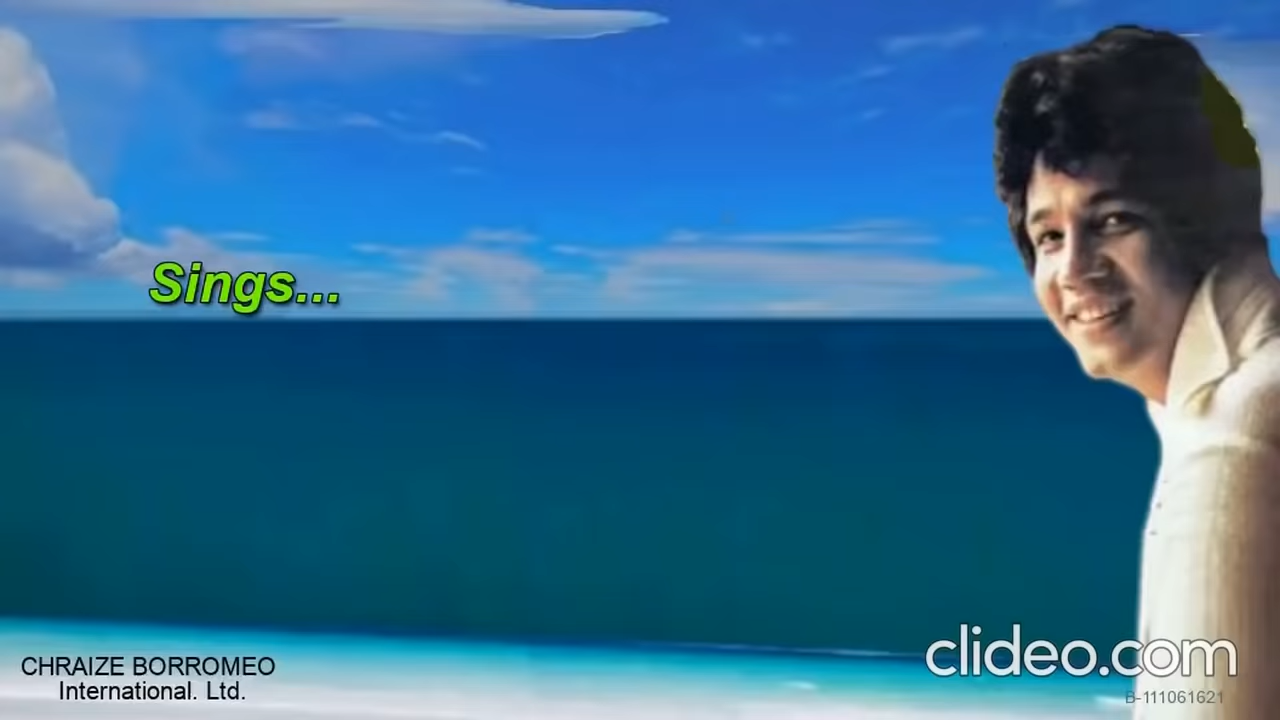 Sings...
CHRAIZE BORROMEO
International. Ltd.
clideo.com
B-111061621